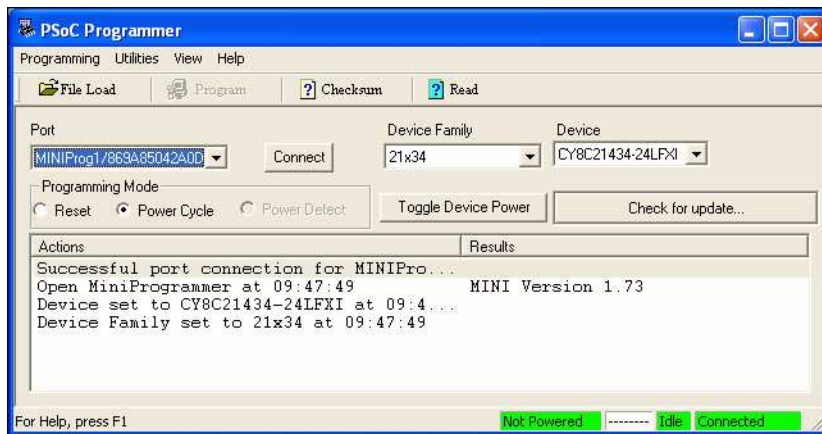 PSoC Programmer
Programming Utilities View Help
File Load Program Checksum Read
Port Device Family Device
MINIProg1/869A85042A0D Connect 21x34 CY8C21434-24LFXI
Programming Mode
Reset Power Cycle Power Detect Toggle Device Power Check for update...
Actions Results
Successful port connection for MINIPro...
Open MiniProgrammer at 09:47:49 MINI Version 1.73
Device set to CY8C21434-24LFXI at 09:4...
Device Family set to 21x34 at 09:47:49
For Help, press F1 Not Powered -------- Idle Connected